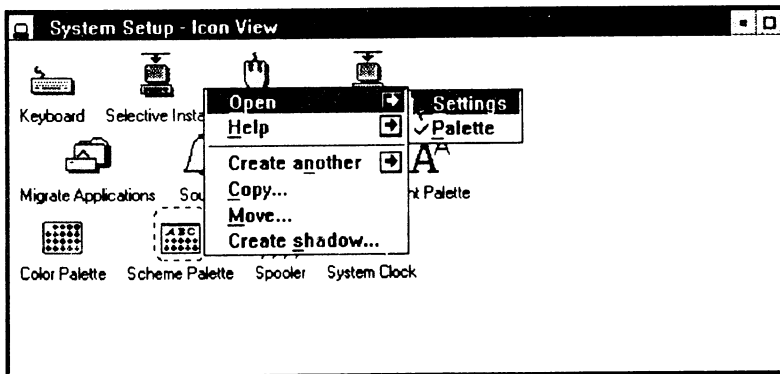 System Setup - Icon View
Open Settings
Keyboard Selective Insta
Help ✓ Palette
Create another
Migrate Applications Sou nt Palette
Copy...
Move...
Create shadow...
ABC
Color Palette Scheme Palette Spooler System Clock